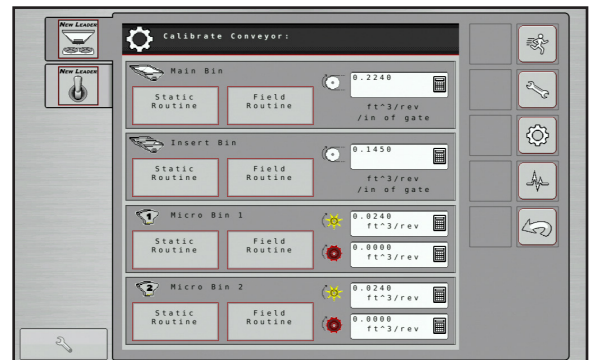 NEW LEADER
NEW LEADER
Calibrate Conveyor:
Main Bin
Static Routine
Field Routine
0.2240
ft^3/rev
/in of gate
Insert Bin
Static Routine
Field Routine
0.1450
ft^3/rev
/in of gate
1
Micro Bin 1
Static Routine
Field Routine
0.0240
ft^3/rev
0.0000
ft^3/rev
2
Micro Bin 2
Static Routine
Field Routine
0.0240
ft^3/rev
0.0000
ft^3/rev